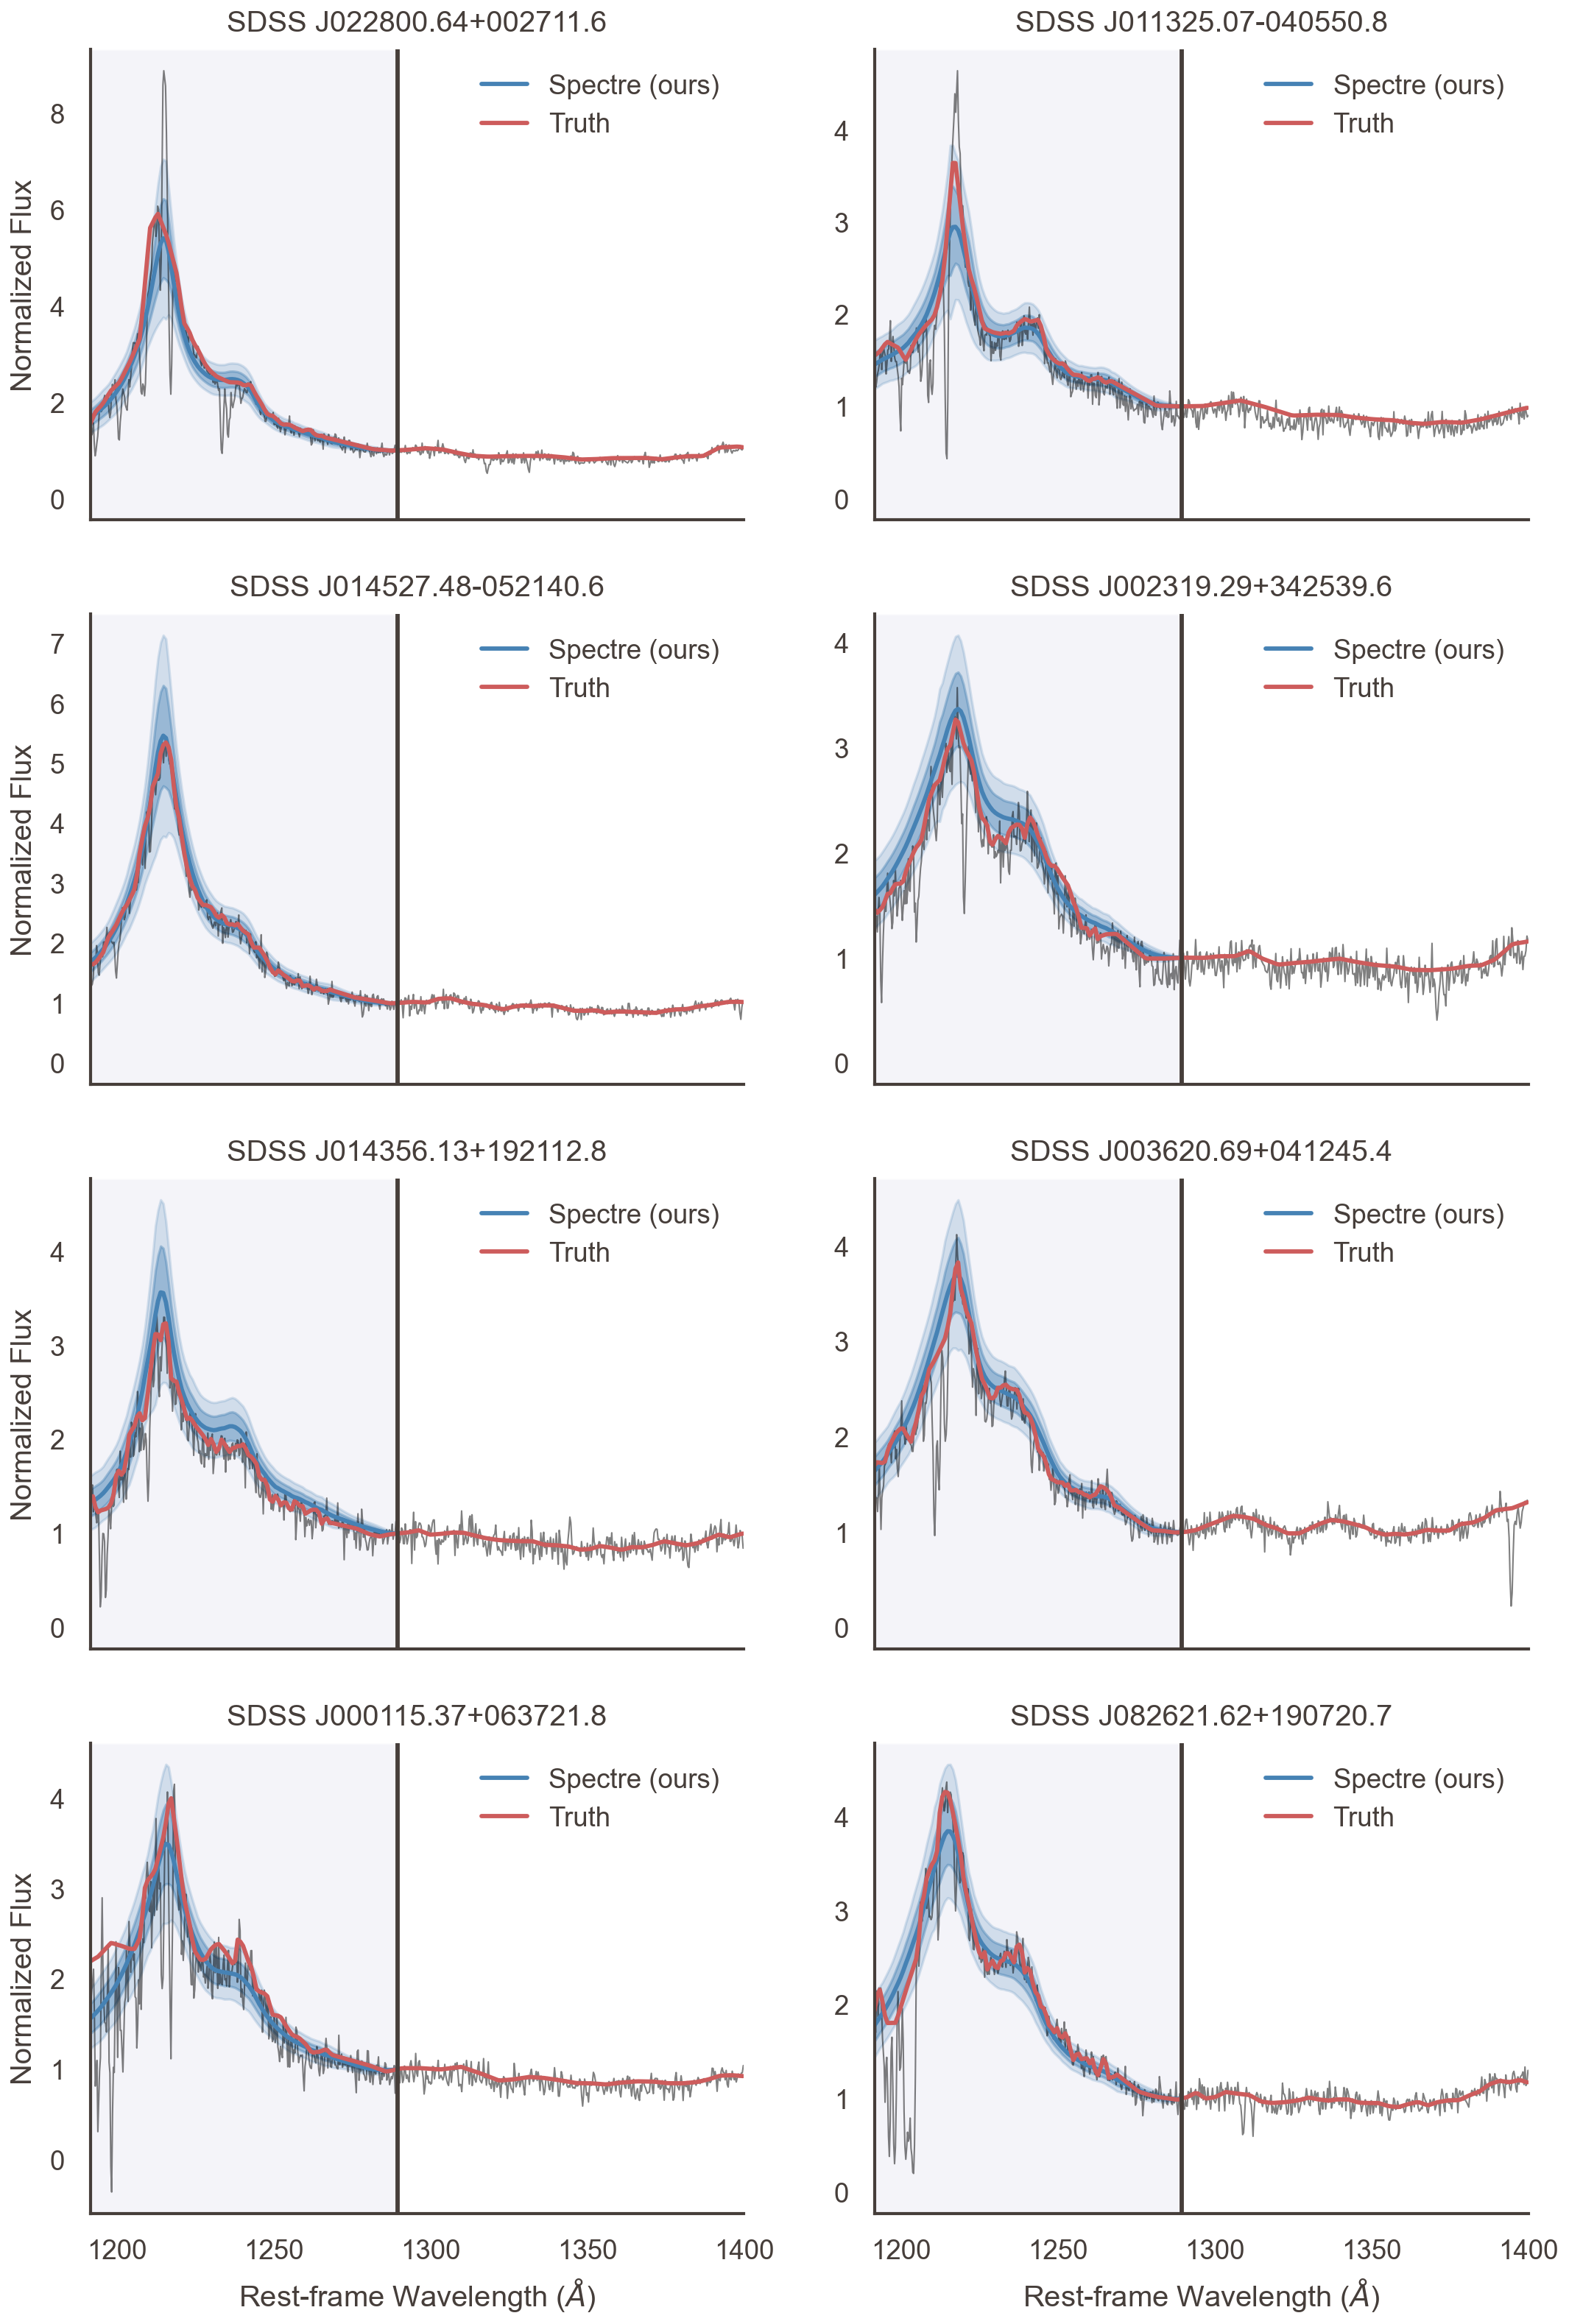 SDSS J022800.64+002711.6
Normalized Flux
8
6
4
2
0
Spectre (ours)
Truth
SDSS J011325.07-040550.8
4
3
2
1
0
Spectre (ours)
Truth
SDSS J014527.48-052140.6
Normalized Flux
7
6
5
4
3
2
1
0
Spectre (ours)
Truth
SDSS J002319.29+342539.6
4
3
2
1
0
Spectre (ours)
Truth
SDSS J014356.13+192112.8
Normalized Flux
4
3
2
1
0
Spectre (ours)
Truth
SDSS J003620.69+041245.4
4
3
2
1
0
Spectre (ours)
Truth
SDSS J000115.37+063721.8
Normalized Flux
4
3
2
1
0
Spectre (ours)
Truth
1200 1250 1300 1350 1400
Rest-frame Wavelength (Å)
SDSS J082621.62+190720.7
4
3
2
1
0
Spectre (ours)
Truth
1200 1250 1300 1350 1400
Rest-frame Wavelength (Å)